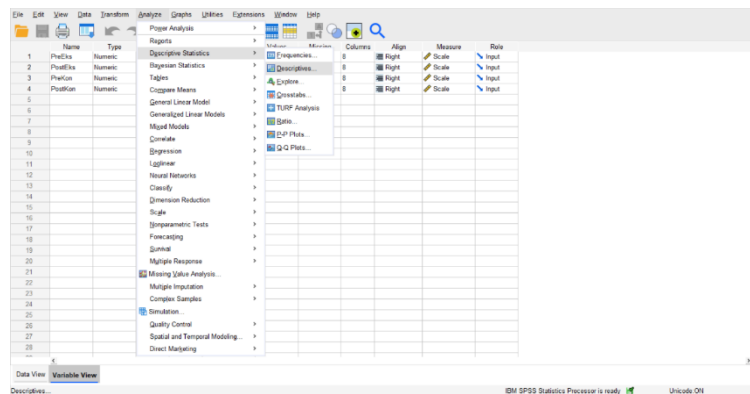 File Edit View Data Transform Analyze Graphs Utilities Extensions Window Help
Name Type Values Missing Columns Align Measure Role
1 PreEks Numeric 8 Right Scale Input
2 PostEks Numeric 8 Right Scale Input
3 PreKon Numeric 8 Right Scale Input
4 PostKon Numeric 8 Right Scale Input
5
6
7
8
9
10
11
12
13
14
15
16
17
18
19
20
21
22
23
24
25
26
27
28
Power Analysis
Reports
Descriptive Statistics
Bayesian Statistics
Tables
Compare Means
General Linear Model
Generalized Linear Models
Mixed Models
Correlate
Regression
Loglinear
Neural Networks
Classify
Dimension Reduction
Scale
Nonparametric Tests
Forecasting
Survival
Multiple Response
Missing Value Analysis...
Multiple Imputation
Complex Samples
Simulation...
Quality Control
Spatial and Temporal Modeling...
Direct Marketing
Frequencies...
Descriptives...
Explore...
Crosstabs...
TURF Analysis
Ratio...
P-P Plots...
Q-Q Plots...
Data View Variable View
Descriptives... IBM SPSS Statistics Processor is ready Unicode:ON